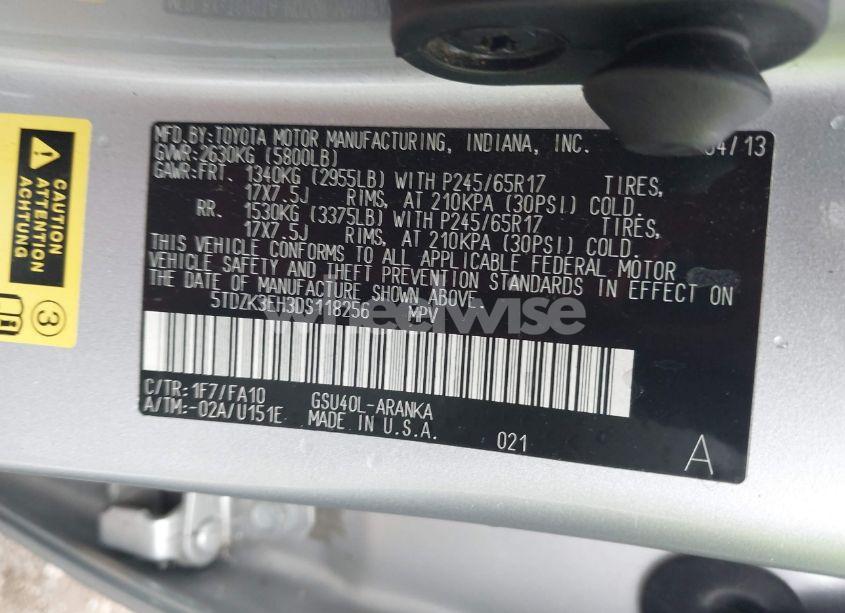 MFD.BY:TOYOTA MOTOR MANUFACTURING, INDIANA, INC. 04/13
GVWR:2630KG (5800LB)
GAWR:FRT. 1340KG (2955LB) WITH P245/65R17 TIRES,
17X7.5J RIMS, AT 210KPA (30PSI) COLD.
RR. 1530KG (3375LB) WITH P245/65R17 TIRES,
17X7.5J RIMS, AT 210KPA (30PSI) COLD.
THIS VEHICLE CONFORMS TO ALL APPLICABLE FEDERAL MOTOR
VEHICLE SAFETY AND THEFT PREVENTION STANDARDS IN EFFECT ON
THE DATE OF MANUFACTURE SHOWN ABOVE.
5TDZK3EH3DS118256 MPV
C/TR:1F7/FA10 GSU40L-ARANKA
A/TM:-02A/U151E MADE IN U.S.A.
021
A
CAUTION
ATTENTION
ACHTUNG
3
wheelwise